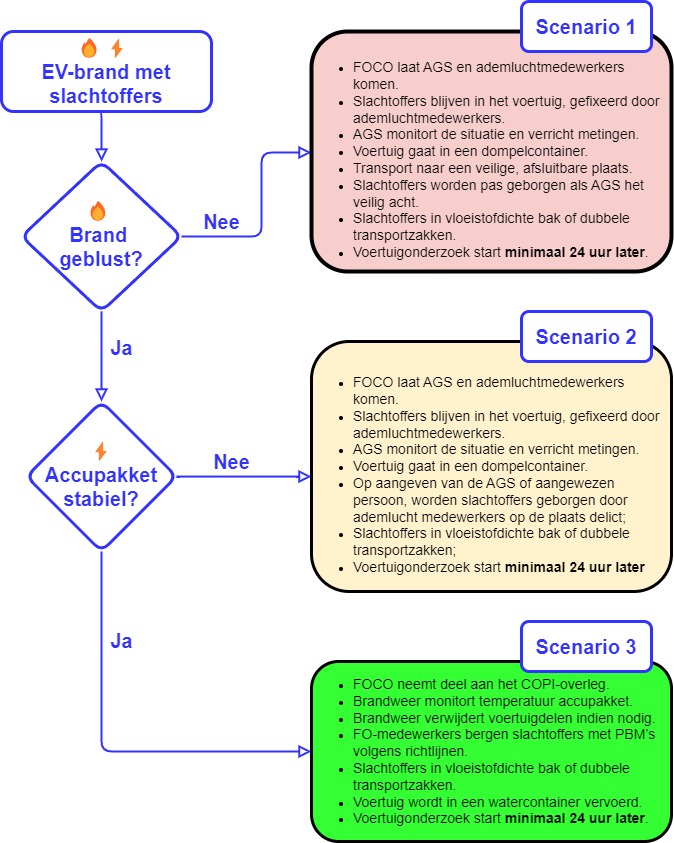 EV-brand met
slachtoffers
Brand
geblust?
Nee
Scenario 1
• FOCO laat AGS en ademluchtmedewerkers
komen.
• Slachtoffers blijven in het voertuig, gefixeerd door
ademluchtmedewerkers.
• AGS monitort de situatie en verricht metingen.
• Voertuig gaat in een dompelcontainer.
• Transport naar een veilige, afsluitbare plaats.
• Slachtoffers worden pas geborgen als AGS het
veilig acht.
• Slachtoffers in vloeistofdichte bak of dubbele
transportzakken.
• Voertuigonderzoek start minimaal 24 uur later.
Ja
Accupakket
stabiel?
Nee
Scenario 2
• FOCO laat AGS en ademluchtmedewerkers
komen.
• Slachtoffers blijven in het voertuig, gefixeerd door
ademluchtmedewerkers.
• AGS monitort de situatie en verricht metingen.
• Voertuig gaat in een dompelcontainer.
• Op aangeven van de AGS of aangewezen
persoon, worden slachtoffers geborgen door
ademlucht medewerkers op de plaats delict;
• Slachtoffers in vloeistofdichte bak of dubbele
transportzakken;
• Voertuigonderzoek start minimaal 24 uur later
Ja
Scenario 3
• FOCO neemt deel aan het COPI-overleg.
• Brandweer monitort temperatuur accupakket.
• Brandweer verwijdert voertuigdelen indien nodig.
• FO-medewerkers bergen slachtoffers met PBM's
volgens richtlijnen.
• Slachtoffers in vloeistofdichte bak of dubbele
transportzakken.
• Voertuig wordt in een watercontainer vervoerd.
• Voertuigonderzoek start minimaal 24 uur later.